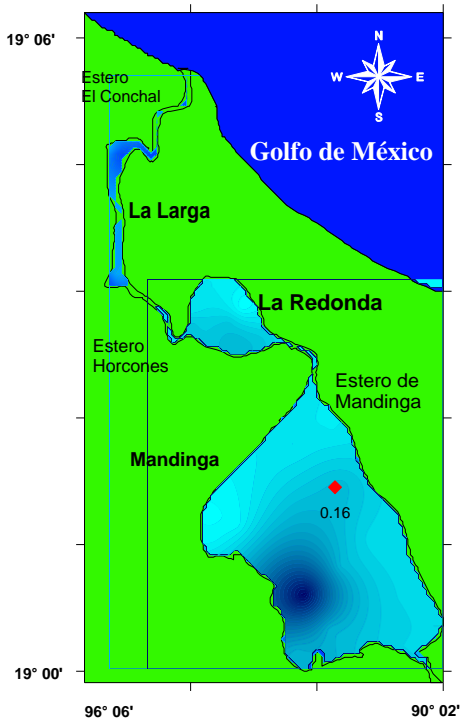 19° 06'
Estero
El Conchal
N
W E
S
Golfo de México
La Larga
La Redonda
Estero
Horcones
Estero de
Mandinga
Mandinga
0.16
19° 00'
96° 06' 90° 02'